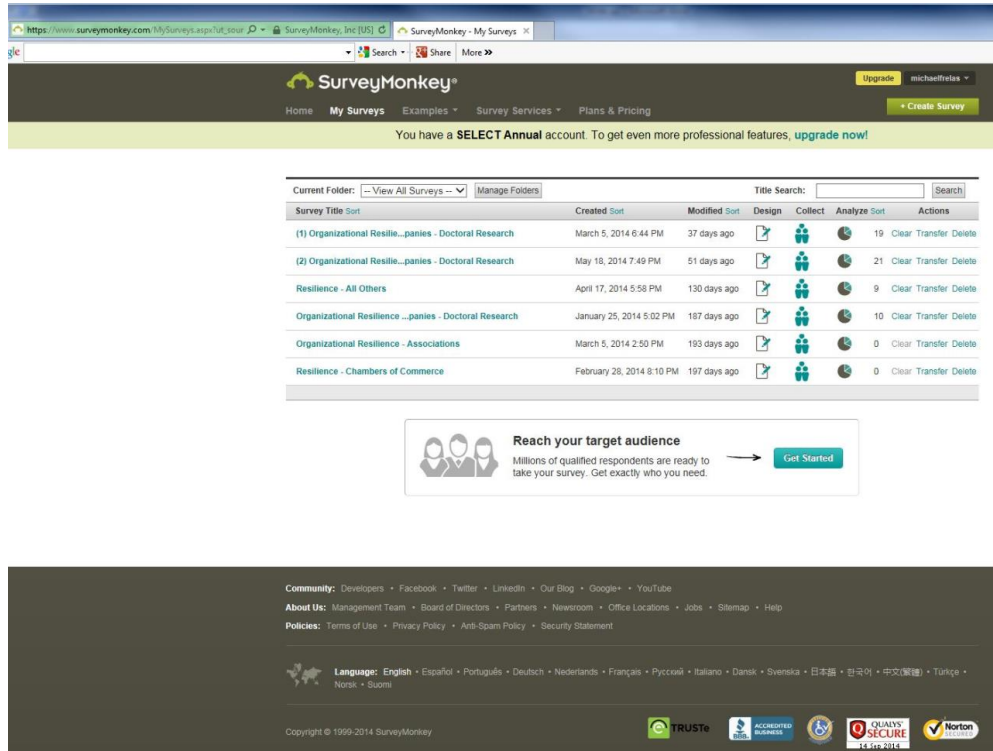 https://www.surveymonkey.com/MySurveys.aspx?ut_sour
SurveyMonkey, Inc [US]
SurveyMonkey - My Surveys
gle
Search
Share
More »
SurveyMonkey®
Upgrade
michaelfrelas
Home My Surveys Examples Survey Services Plans & Pricing
+ Create Survey
You have a SELECT Annual account. To get even more professional features, upgrade now!
Current Folder: -- View All Surveys -- Manage Folders Title Search: Search
Survey Title Sort Created Sort Modified Sort Design Collect Analyze Sort Actions
(1) Organizational Resilie...panies - Doctoral Research March 5, 2014 6:44 PM 37 days ago 19 Clear Transfer Delete
(2) Organizational Resilie...panies - Doctoral Research May 18, 2014 7:49 PM 51 days ago 21 Clear Transfer Delete
Resilience - All Others April 17, 2014 5:58 PM 130 days ago 9 Clear Transfer Delete
Organizational Resilience ...panies - Doctoral Research January 25, 2014 5:02 PM 187 days ago 10 Clear Transfer Delete
Organizational Resilience - Associations March 5, 2014 2:50 PM 193 days ago 0 Clear Transfer Delete
Resilience - Chambers of Commerce February 28, 2014 8:10 PM 197 days ago 0 Clear Transfer Delete
Reach your target audience
Millions of qualified respondents are ready to
take your survey. Get exactly who you need.
Get Started
Community: Developers • Facebook • Twitter • LinkedIn • Our Blog • Google+ • YouTube
About Us: Management Team • Board of Directors • Partners • Newsroom • Office Locations • Jobs • Sitemap • Help
Policies: Terms of Use • Privacy Policy • Anti-Spam Policy • Security Statement
Language: English • Español • Português • Deutsch • Nederlands • Français • Русский • Italiano • Dansk • Svenska • 日本語 • 한국어 • 中文(繁體) • Türkçe •
Norsk • Suomi
Copyright © 1999-2014 SurveyMonkey
TRUSTe
BBB. ACCREDITED BUSINESS
QUALYS' SECURE
14 Sep 2014
Norton SECURED